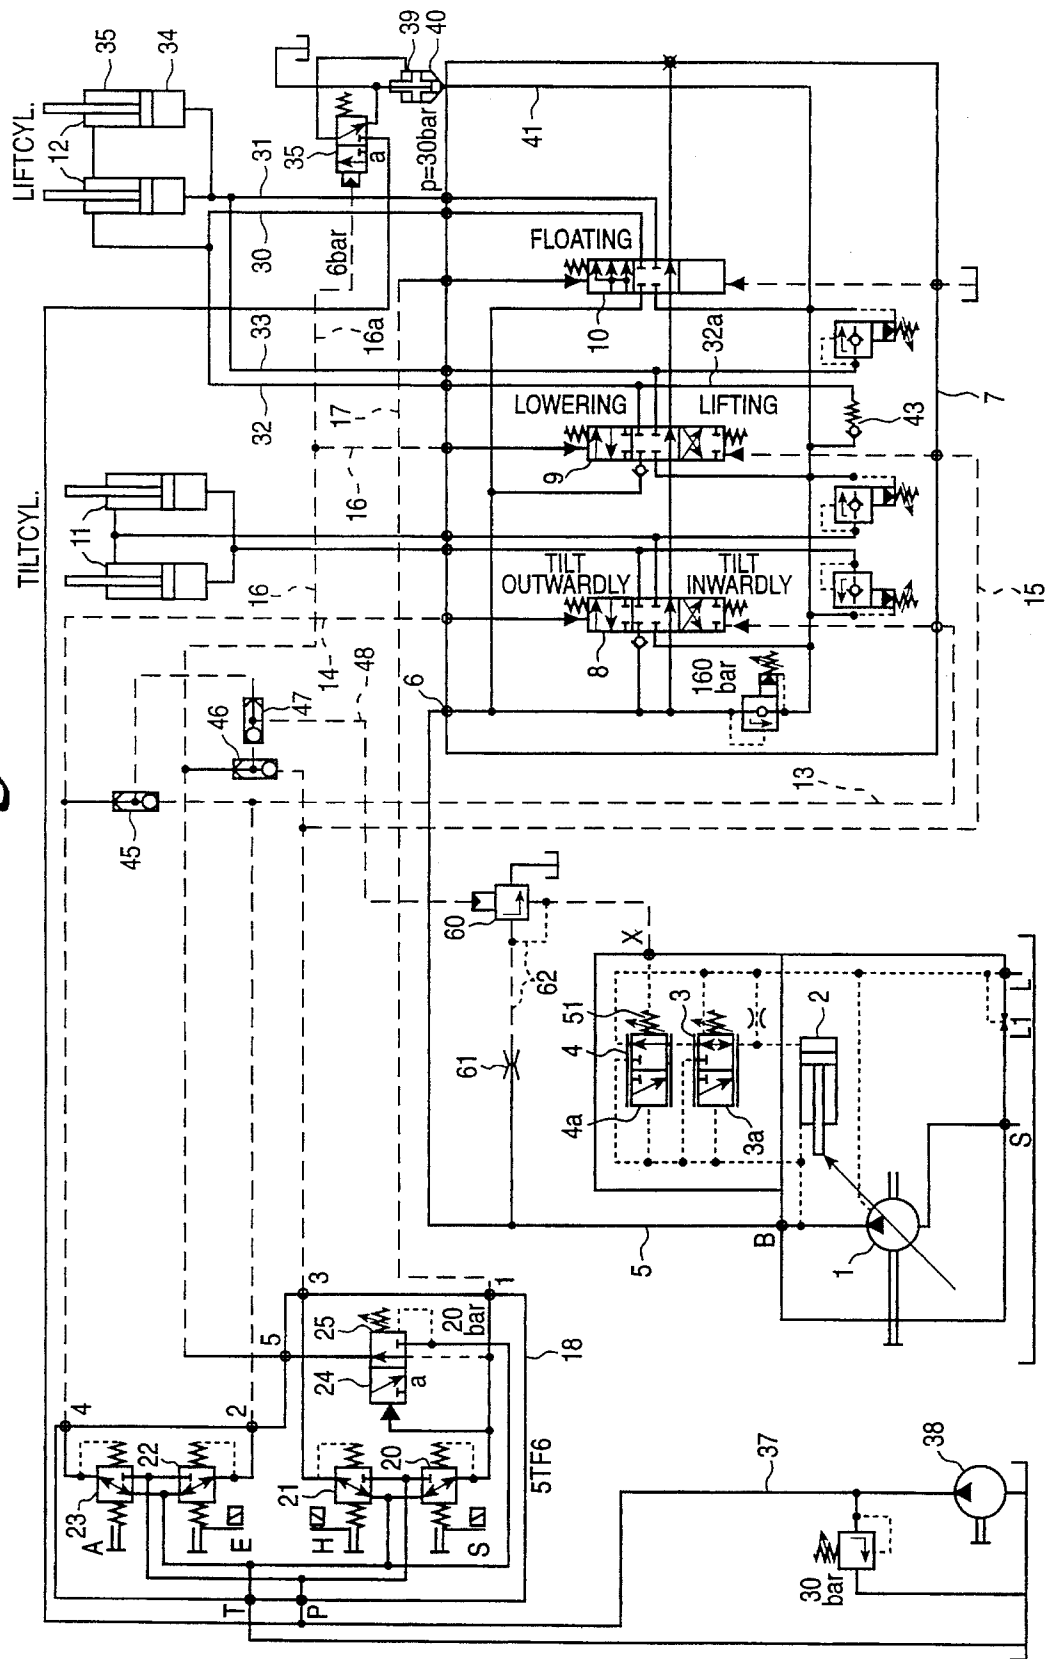 LIFTCYL.
35
34
12
39
40
35
a
p=30bar
41
31
30
6bar
FLOATING
10
16a
33
32
32a
17
LOWERING
LIFTING
16
9
43
7
TILTCYL.
11
16
14
48
TILT
OUTWARDLY
TILT
INWARDLY
8
15
6
160
bar
47
46
45
13
60
X
62
61
51
4
3
2
4a
3a
L
L1
S
B
1
5
3
1
5
25
20
bar
24
a
18
4
2
22
23
A
E
21
20
H
S
5TF6
T
P
37
38
30
bar